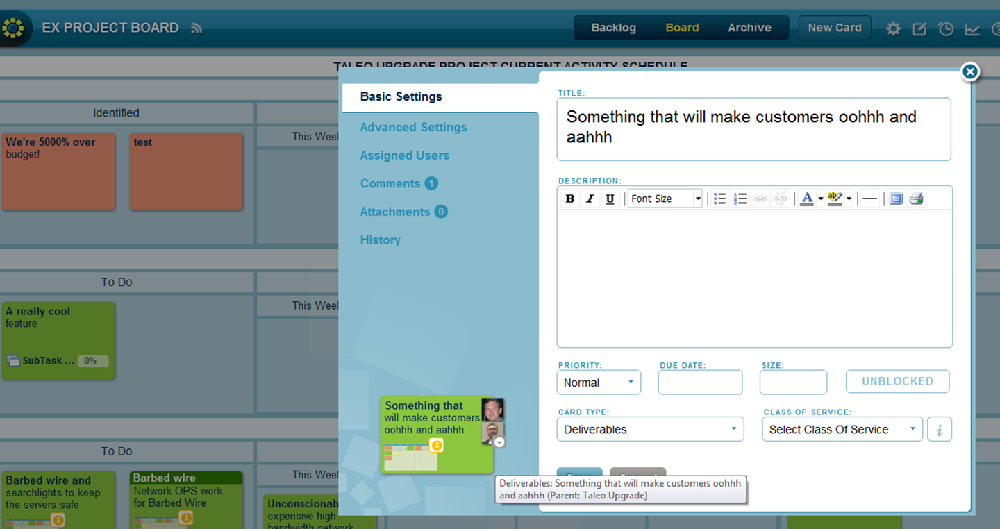 EX PROJECT BOARD
Backlog Board Archive New Card
TALEO UPGRADE PROJECT CURRENT ACTIVITY SCHEDULE
Identified
This Week
We're 5000% over
budget!
test
To Do
This Week
A really cool
feature
SubTask ... 0%
To Do
This Week
Barbed wire and
searchlights to keep
the servers safe
Barbed wire
Network OPS work
for Barbed Wire
Unconscionab
expensive high
bandwidth network
Basic Settings
Advanced Settings
Assigned Users
Comments 1
Attachments 0
History
Something that
will make customers
oohhh and aahhh
TITLE:
Something that will make customers oohhh and
aahhh
DESCRIPTION:
B I U Font Size
PRIORITY: DUE DATE: SIZE:
Normal UNBLOCKED
CARD TYPE: CLASS OF SERVICE:
Deliverables Select Class Of Service i
Deliverables: Something that will make customers oohhh
and aahhh (Parent: Taleo Upgrade)